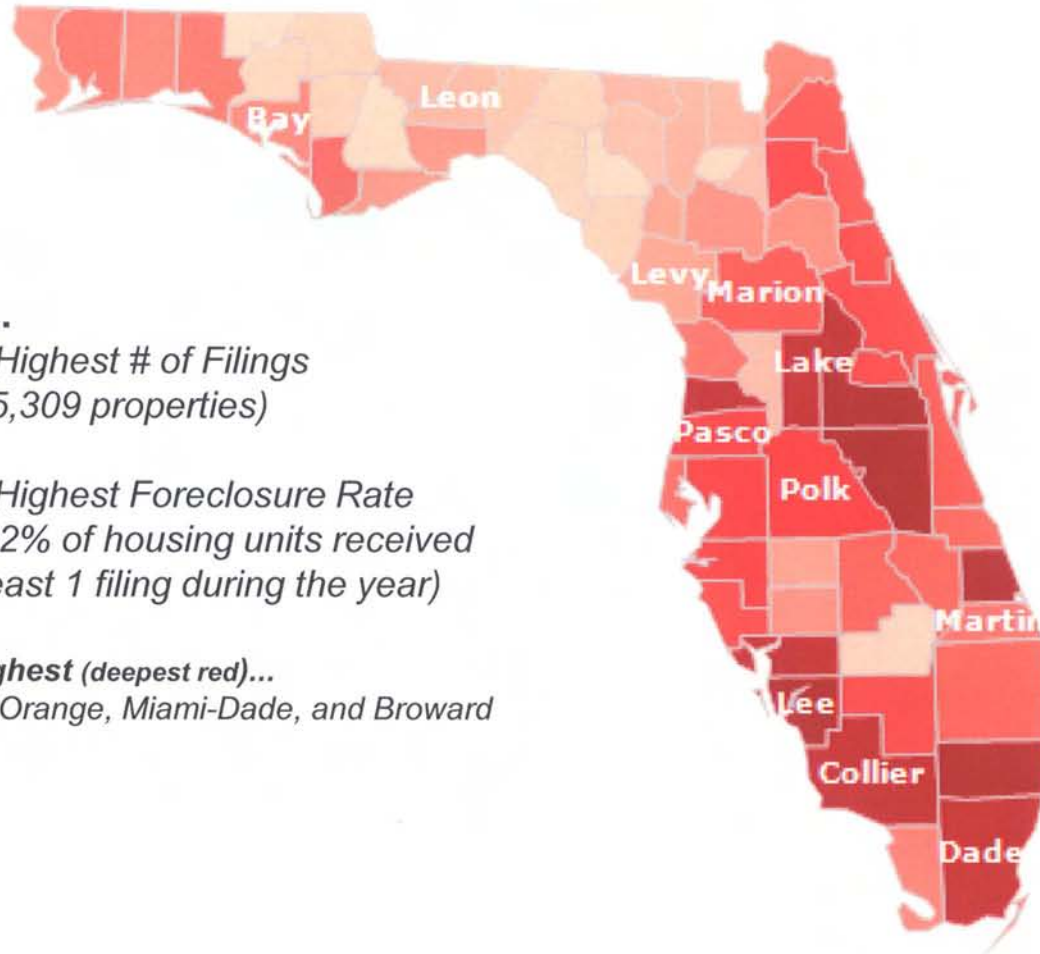 Bay
Leon
Levy
Marion
.
Highest # of Filings
5,309 properties)
Lake
Pasco
Highest Foreclosure Rate
2% of housing units received
east 1 filing during the year)
Polk
Martin
ghest (deepest red)...
Orange, Miami-Dade, and Broward
Lee
Collier
Dade